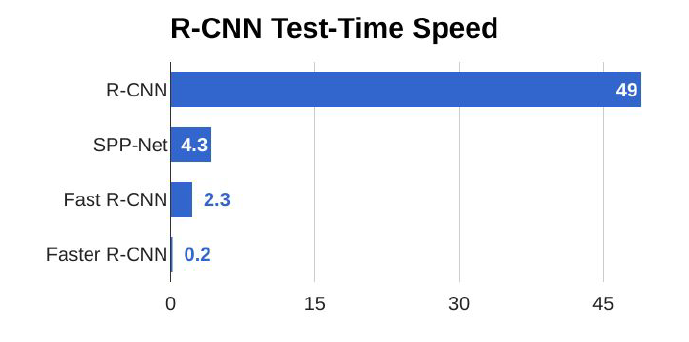 R-CNN Test-Time Speed
R-CNN 49
SPP-Net 4.3
Fast R-CNN 2.3
Faster R-CNN 0.2
0 15 30 45